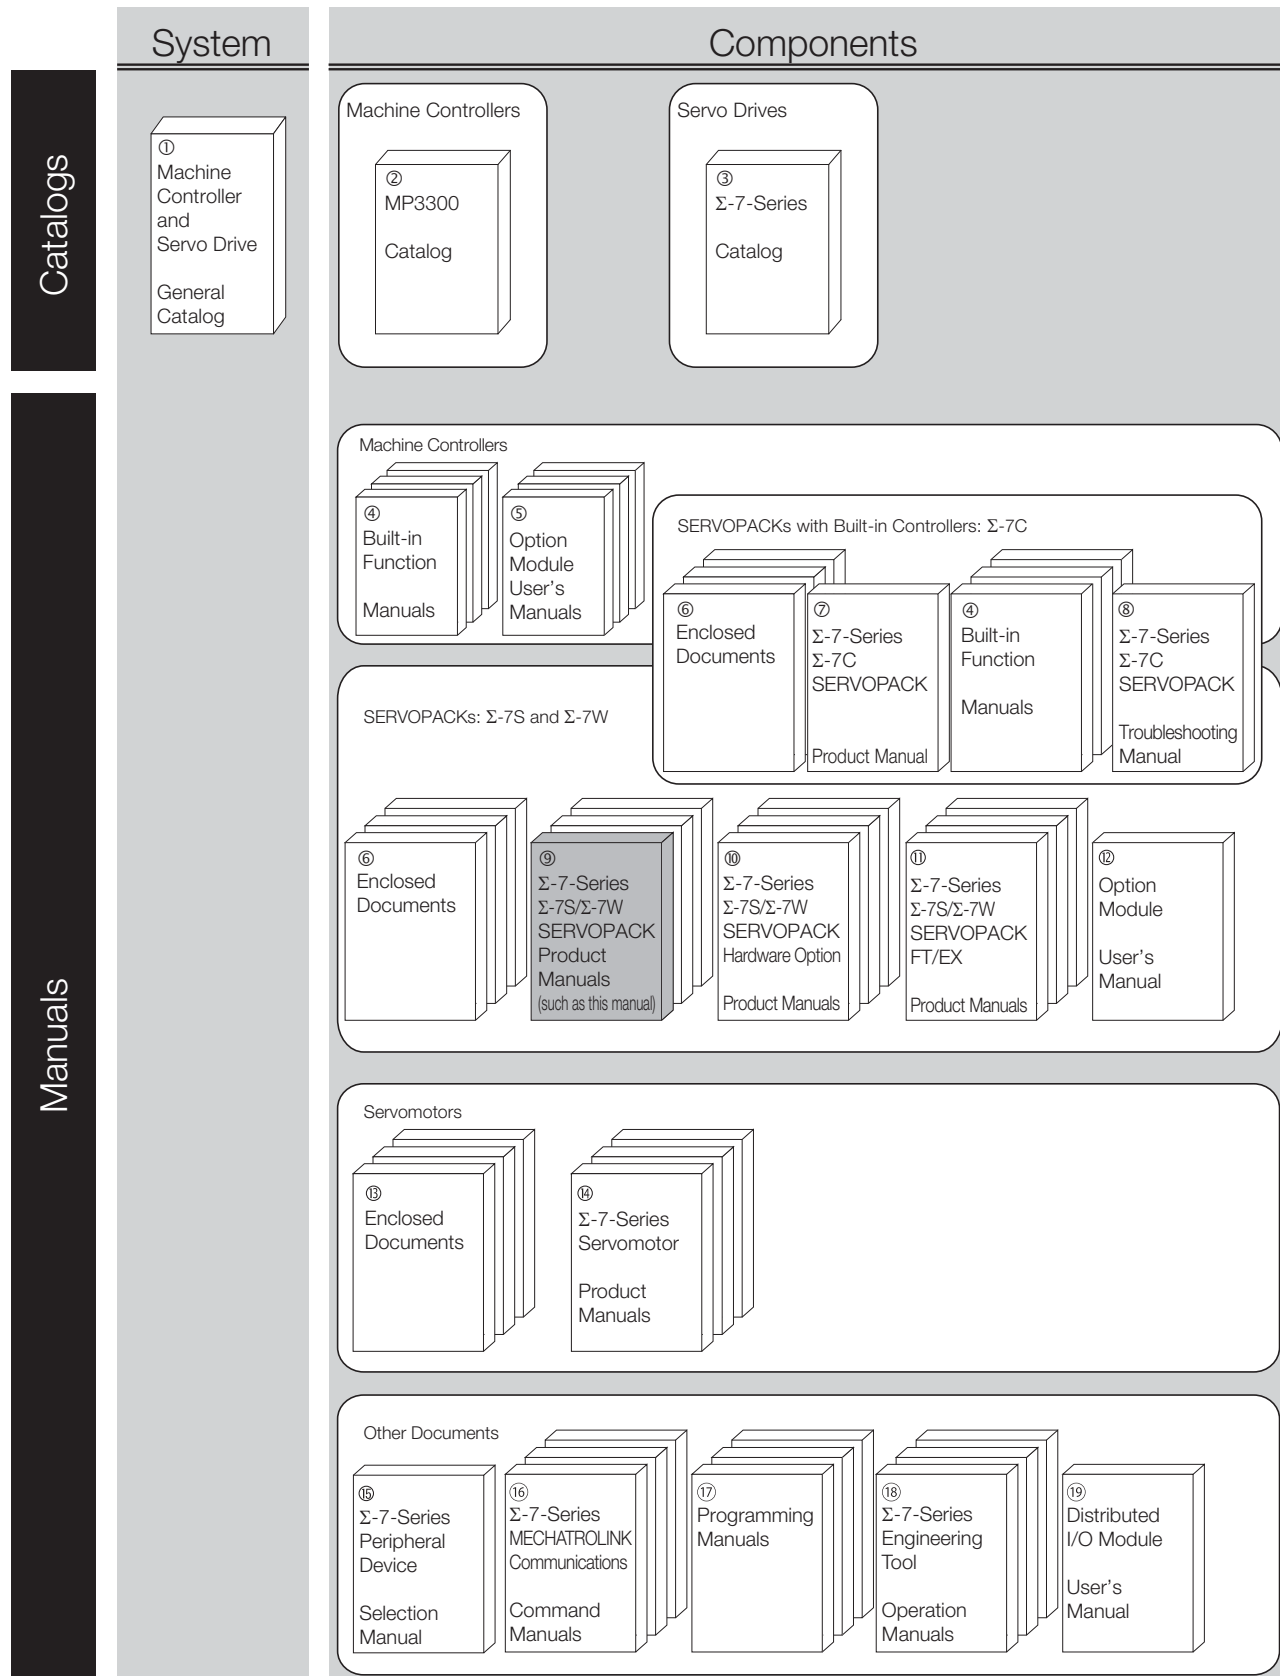 System
Components
Catalogs
①
Machine
Controller
and
Servo Drive
General
Catalog
Machine Controllers
②
MP3300
Catalog
Servo Drives
③
Σ-7-Series
Catalog
Manuals
Machine Controllers
④
Built-in
Function
Manuals
⑤
Option
Module
User's
Manuals
SERVOPACKs with Built-in Controllers: Σ-7C
⑥
Enclosed
Documents
⑦
Σ-7-Series
Σ-7C
SERVOPACK
Product Manual
④
Built-in
Function
Manuals
⑧
Σ-7-Series
Σ-7C
SERVOPACK
Troubleshooting
Manual
SERVOPACKs: Σ-7S and Σ-7W
⑥
Enclosed
Documents
⑨
Σ-7-Series
Σ-7S/Σ-7W
SERVOPACK
Product
Manuals
(such as this manual)
⑩
Σ-7-Series
Σ-7S/Σ-7W
SERVOPACK
Hardware Option
Product Manuals
⑪
Σ-7-Series
Σ-7S/Σ-7W
SERVOPACK
FT/EX
Product Manuals
⑫
Option
Module
User's
Manual
Servomotors
⑬
Enclosed
Documents
⑭
Σ-7-Series
Servomotor
Product
Manuals
Other Documents
⑮
Σ-7-Series
Peripheral
Device
Selection
Manual
⑯
Σ-7-Series
MECHATROLINK
Communications
Command
Manuals
⑰
Programming
Manuals
⑱
Σ-7-Series
Engineering
Tool
Operation
Manuals
⑲
Distributed
I/O Module
User's
Manual